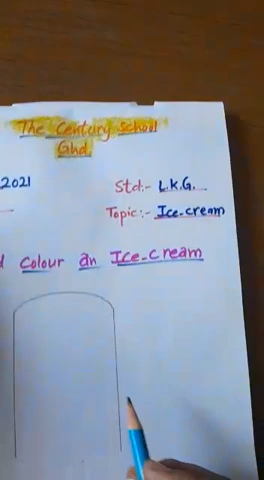 The Century School
Ghd.
2021
Std:- L.K.G.
Topic:- Ice-cream
Colour an Ice-cream